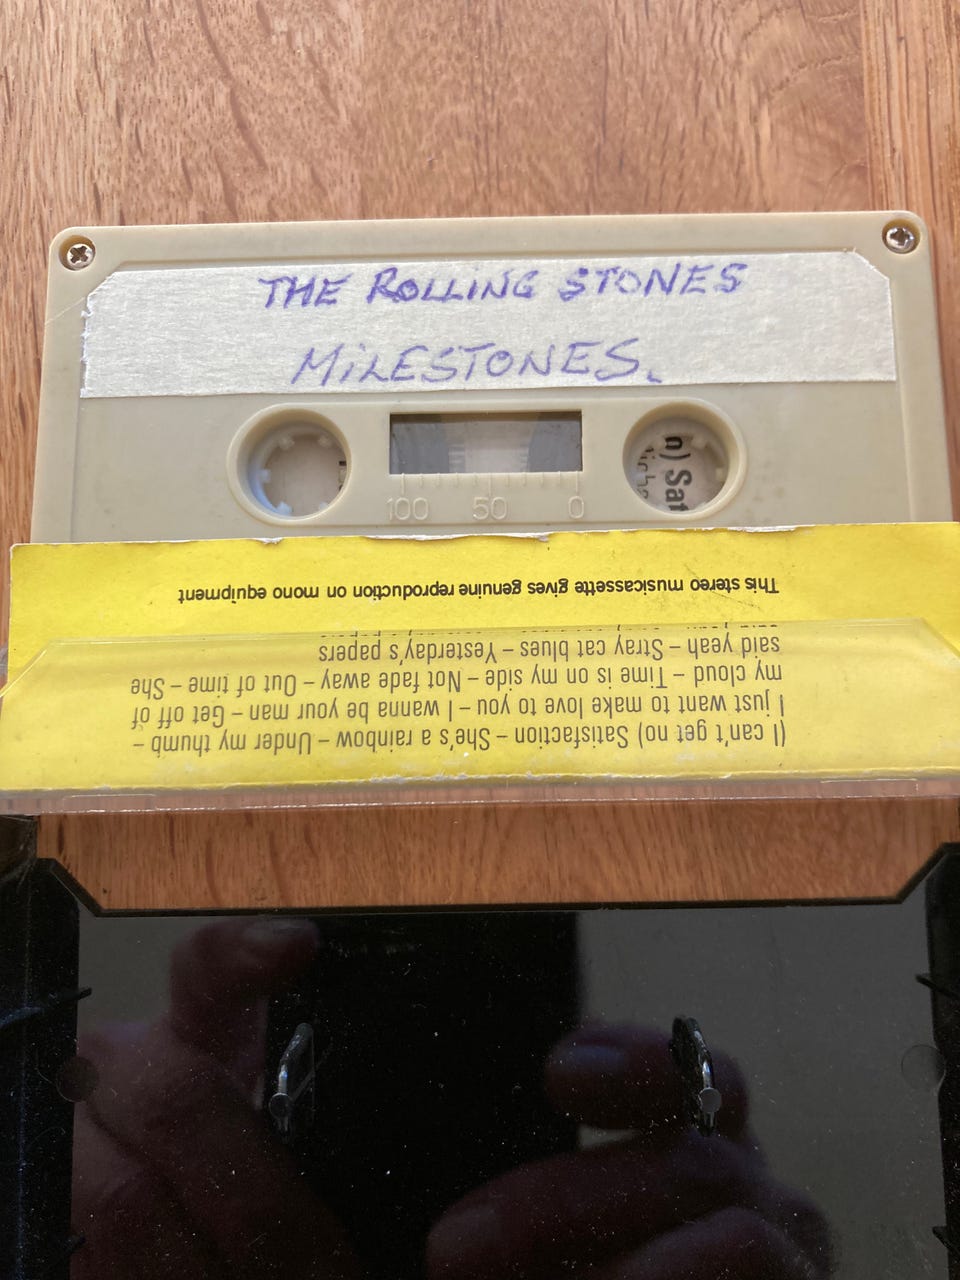 THE ROLLING STONES
MILESTONES.
n) Sat
100 50 0
This stereo musicassette gives genuine reproduction on mono equipment
(I can't get no) Satisfaction – She's a rainbow – Under my thumb –
I just want to make love to you – I wanna be your man – Get off of
my cloud – Time is on my side – Not fade away – Out of time – She
said yeah – Stray cat blues – Yesterday's papers